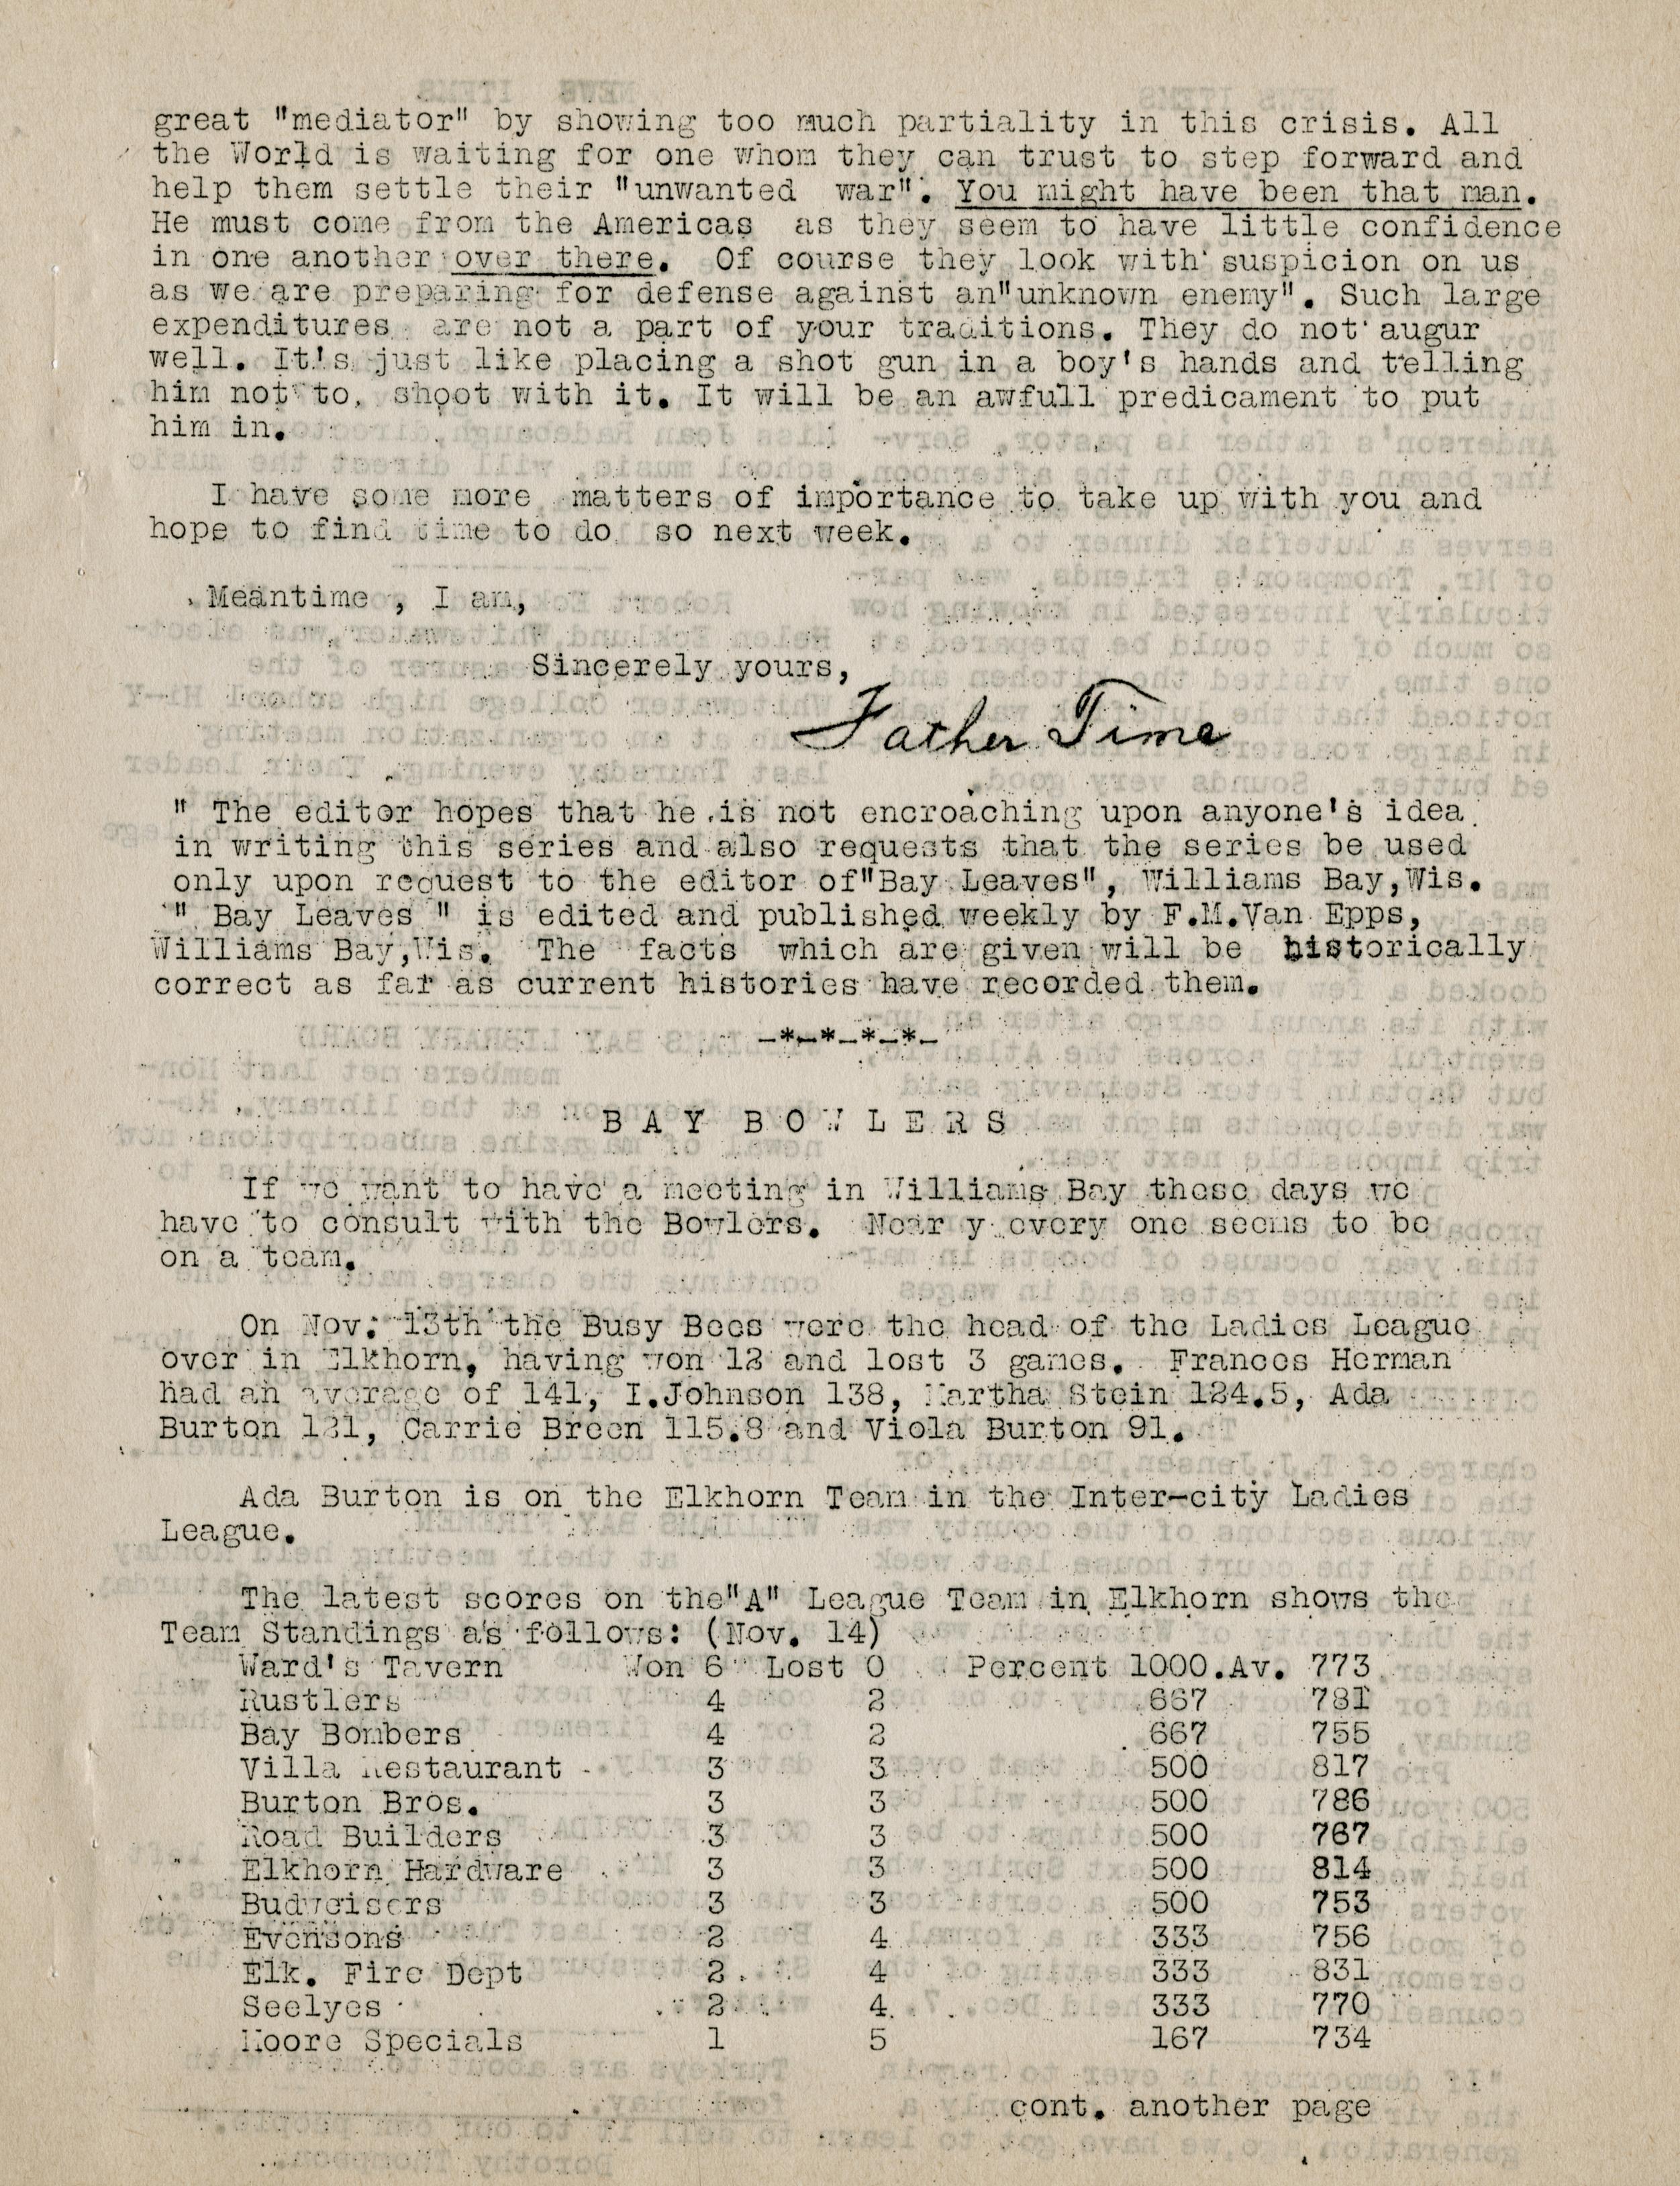 great "mediator" by showing too much partiality in this crisis. All
the World is waiting for one whom they can trust to step forward and
help them settle their "unwanted war". You might have been that man.
He must come from the Americas as they seem to have little confidence
in one another over there. Of course they look with suspicion on us
as we are preparing for defense against an"unknown enemy". Such large
expenditures are not a part of your traditions. They do not augur
well. It's just like placing a shot gun in a boy's hands and telling
him not to shoot with it. It will be an awfull predicament to put
him in.
I have some more matters of importance to take up with you and
hope to find time to do so next week.
Meantime , I am,
Sincerely yours,
Father Time
" The editor hopes that he is not encroaching upon anyone's idea
in writing this series and also requests that the series be used
only upon request to the editor of"Bay Leaves", Williams Bay,Wis.
" Bay Leaves " is edited and published weekly by F.M.Van Epps,
Williams Bay,Wis. The facts which are given will be historically
correct as far as current histories have recorded them.
-*-*-*-*-
B A Y B O W L E R S
If we want to have a meeting in Williams Bay these days we
have to consult with the Bowlers. Near y every one seems to be
on a team.
On Nov. 13th the Busy Bees were the head of the Ladies League
over in Elkhorn, having won 12 and lost 3 games. Frances Herman
had an average of 141, I.Johnson 138, Martha Stein 124.5, Ada
Burton 121, Carrie Breen 115.8 and Viola Burton 91.
Ada Burton is on the Elkhorn Team in the Inter-city Ladies
League.
The latest scores on the"A" League Team in Elkhorn shows the
Team Standings as follows: (Nov. 14)
Ward's Tavern Won 6 Lost 0 Percent 1000.Av. 773
Rustlers 4 2 667 781
Bay Bombers 4 2 667 755
Villa Restaurant 3 3 500 817
Burton Bros. 3 3 500 786
Road Builders 3 3 500 767
Elkhorn Hardware 3 3 500 814
Budweisers 3 3 500 753
Evensons 2 4 333 756
Elk. Fire Dept 2 4 333 831
Seelyes 2 4 333 770
Moore Specials 1 5 167 734
cont. another page